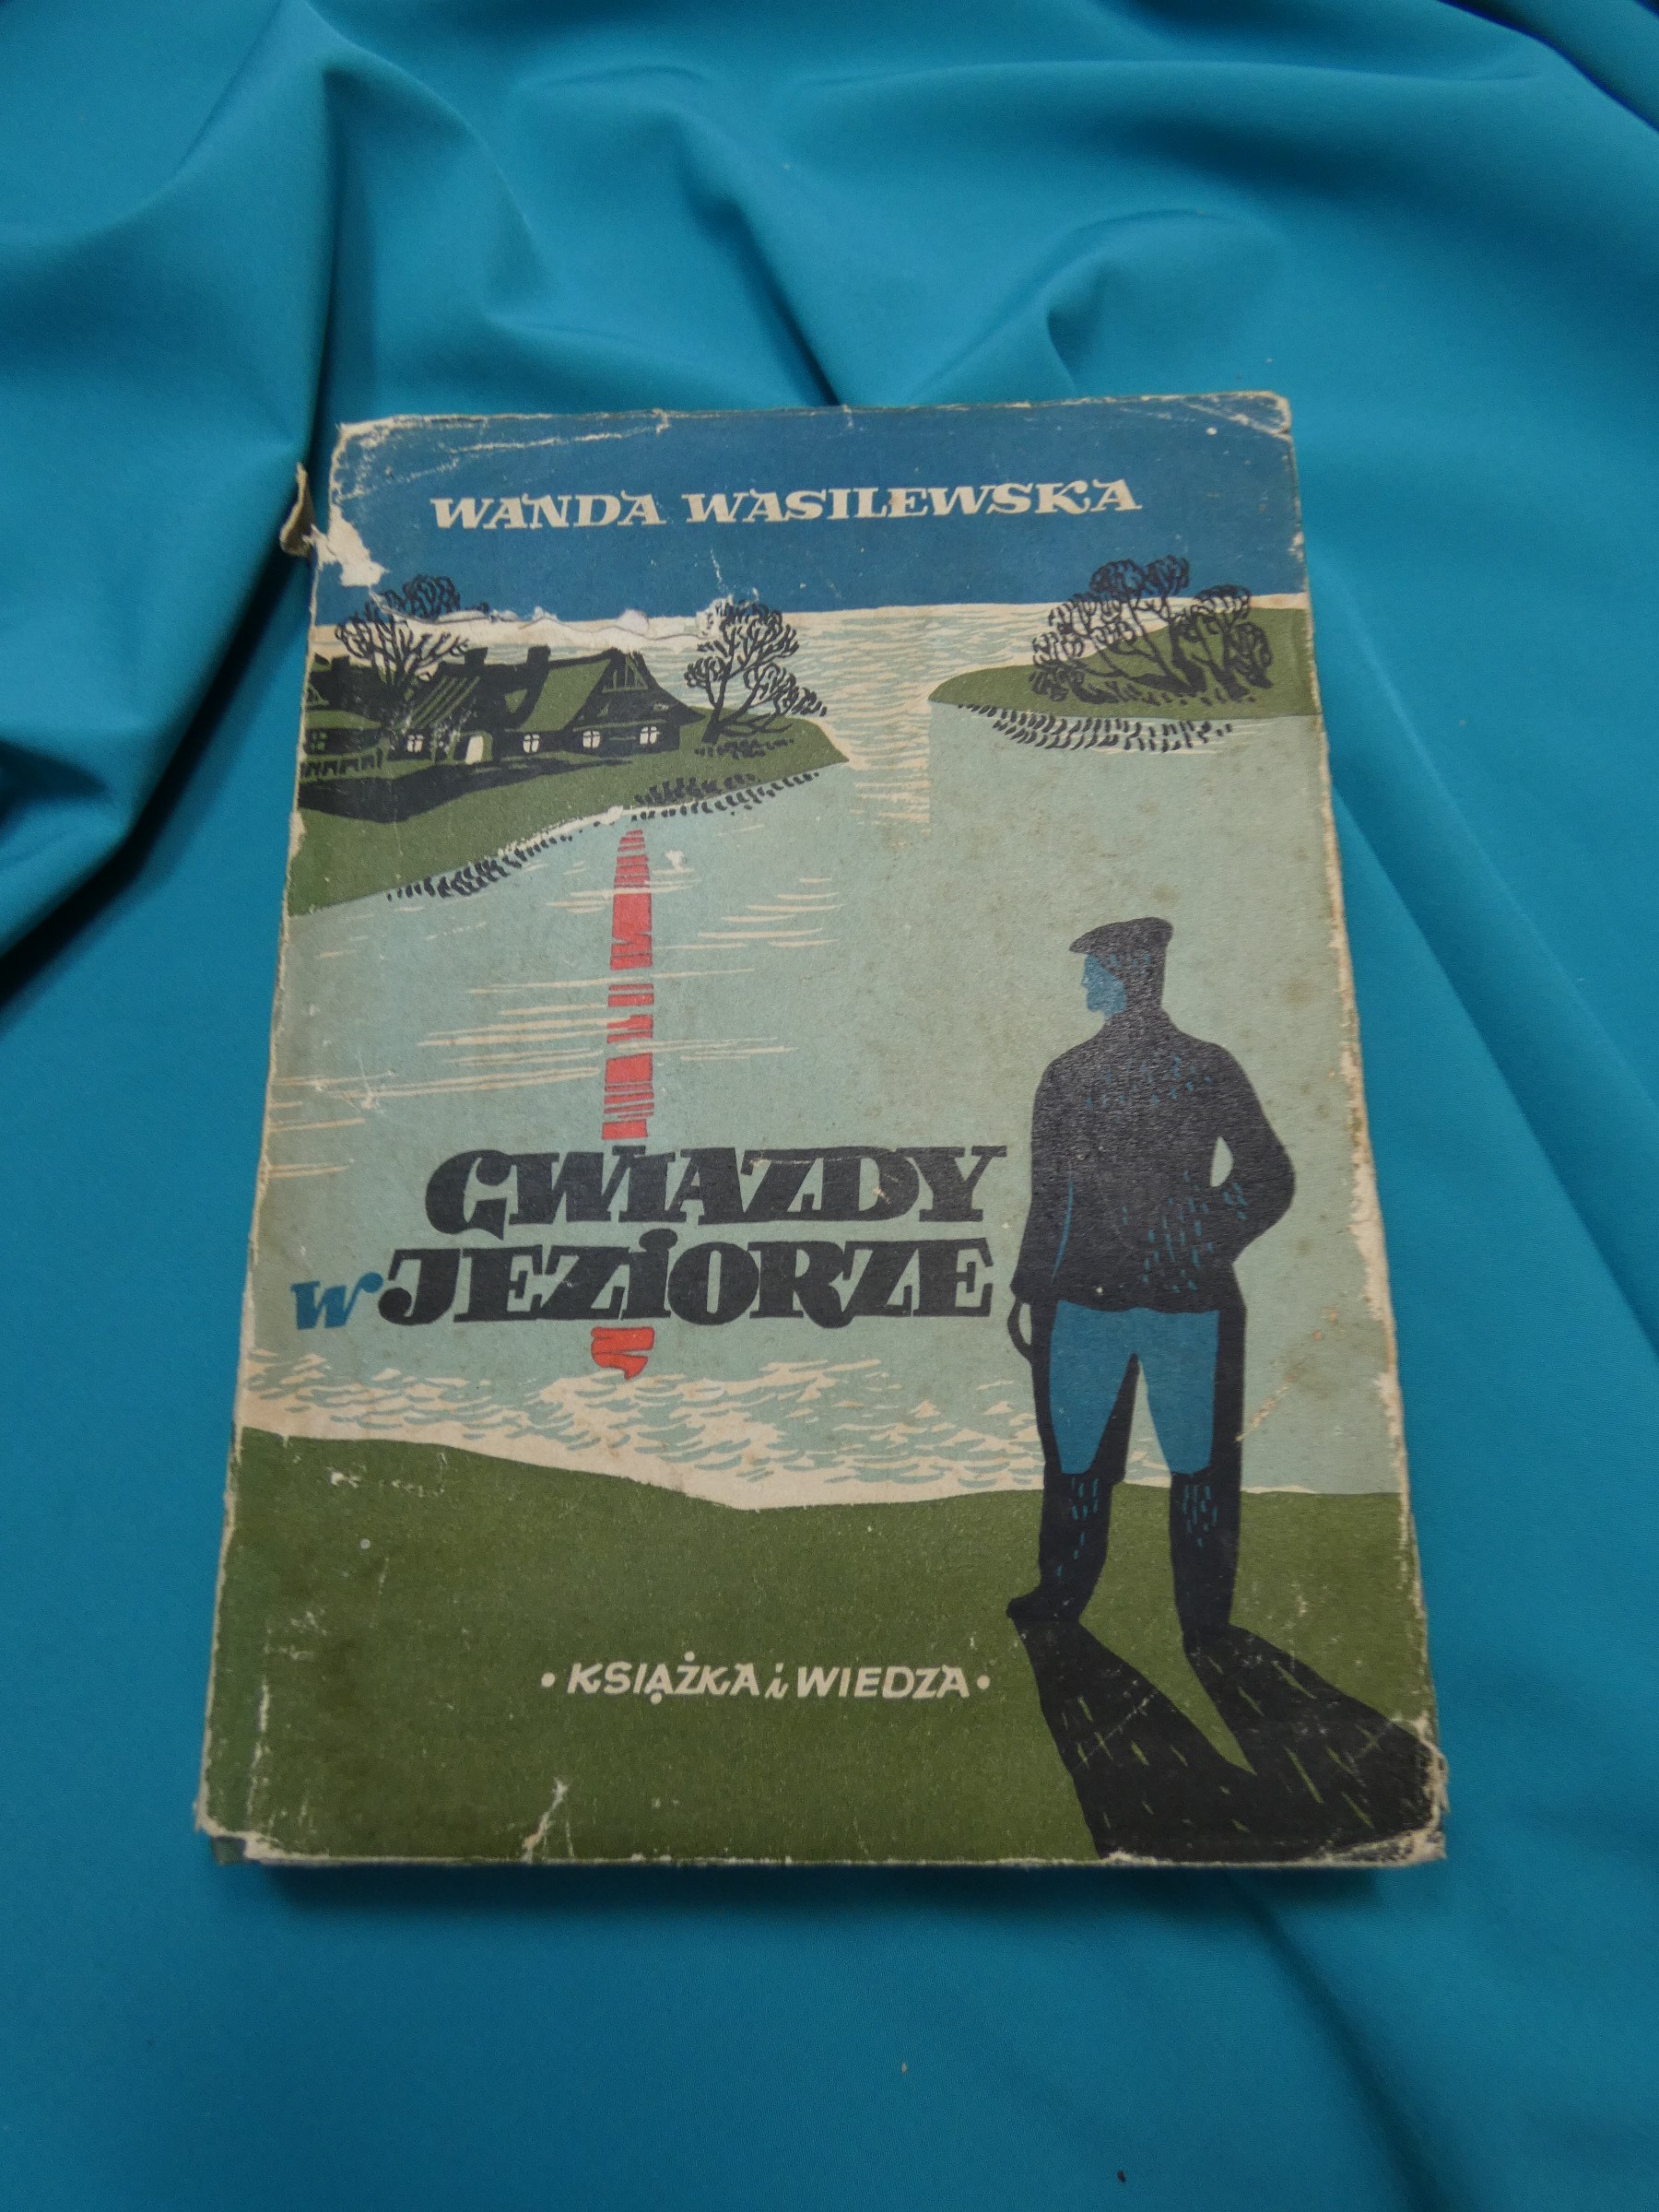 WANDA WASILEWSKA
GWIAZDY
w JEZiORZE
• KSIĄŻKA i WIEDZA •